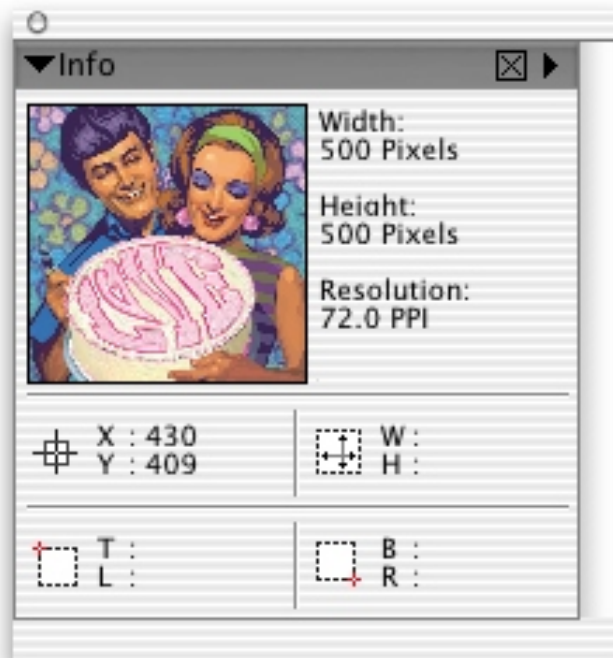 Info
Width:
500 Pixels
Height:
500 Pixels
Resolution:
72.0 PPI
X : 430
Y : 409
W :
H :
T :
L :
B :
R :